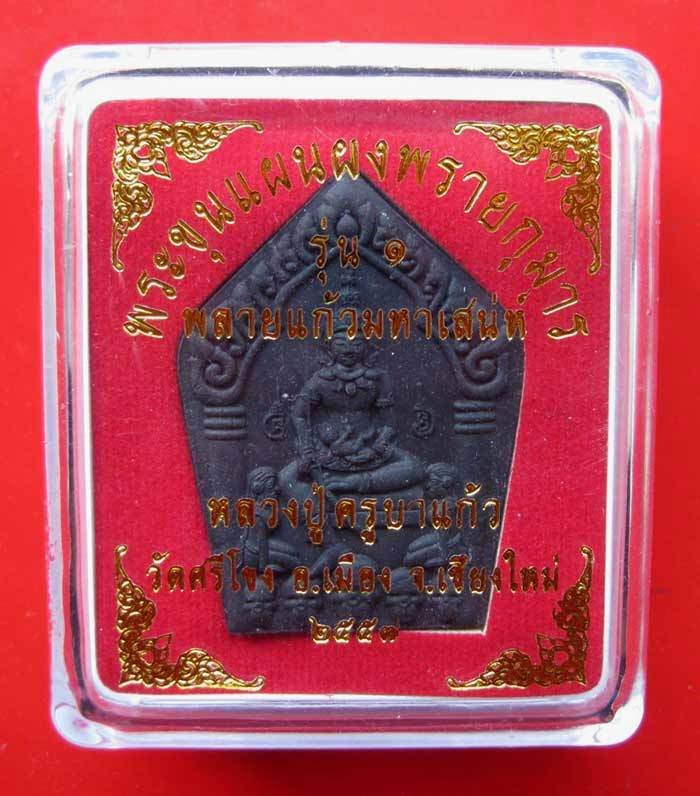 พระขุนแผนผงพรายกุมาร
รุ่น ๑
พลายแก้วมหาเสน่ห์
หลวงปู่ครูบาแก้ว
วัดศรีโขง อ.เมือง จ.เชียงใหม่
๒๕๕๓